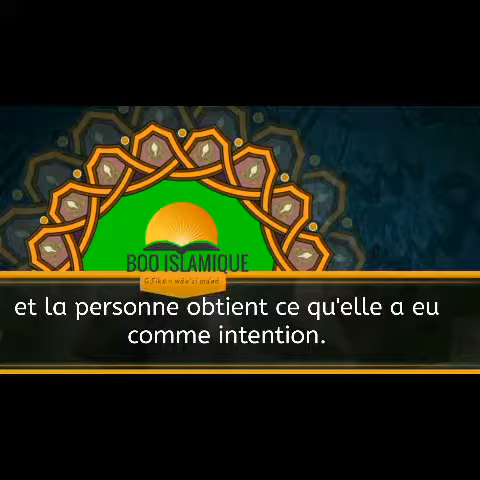 BOO ISLAMIQUE
et la personne obtient ce qu'elle a eu
comme intention.